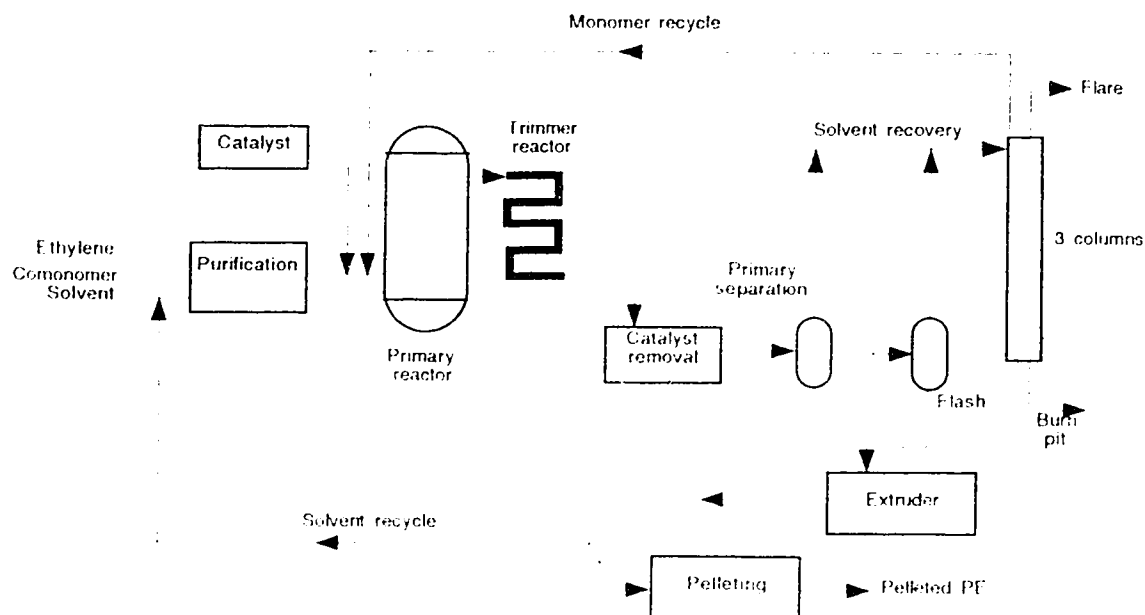 Monomer recycle
Flare
Catalyst
Trimmer
reactor
Solvent recovery
Ethylene
Comonomer
Solvent
Purification
3 columns
Primary
separation
Primary
reactor
Catalyst
removal
Flash
Burn
pit
Extruder
Solvent recycle
Pelleting
Pelleted PE